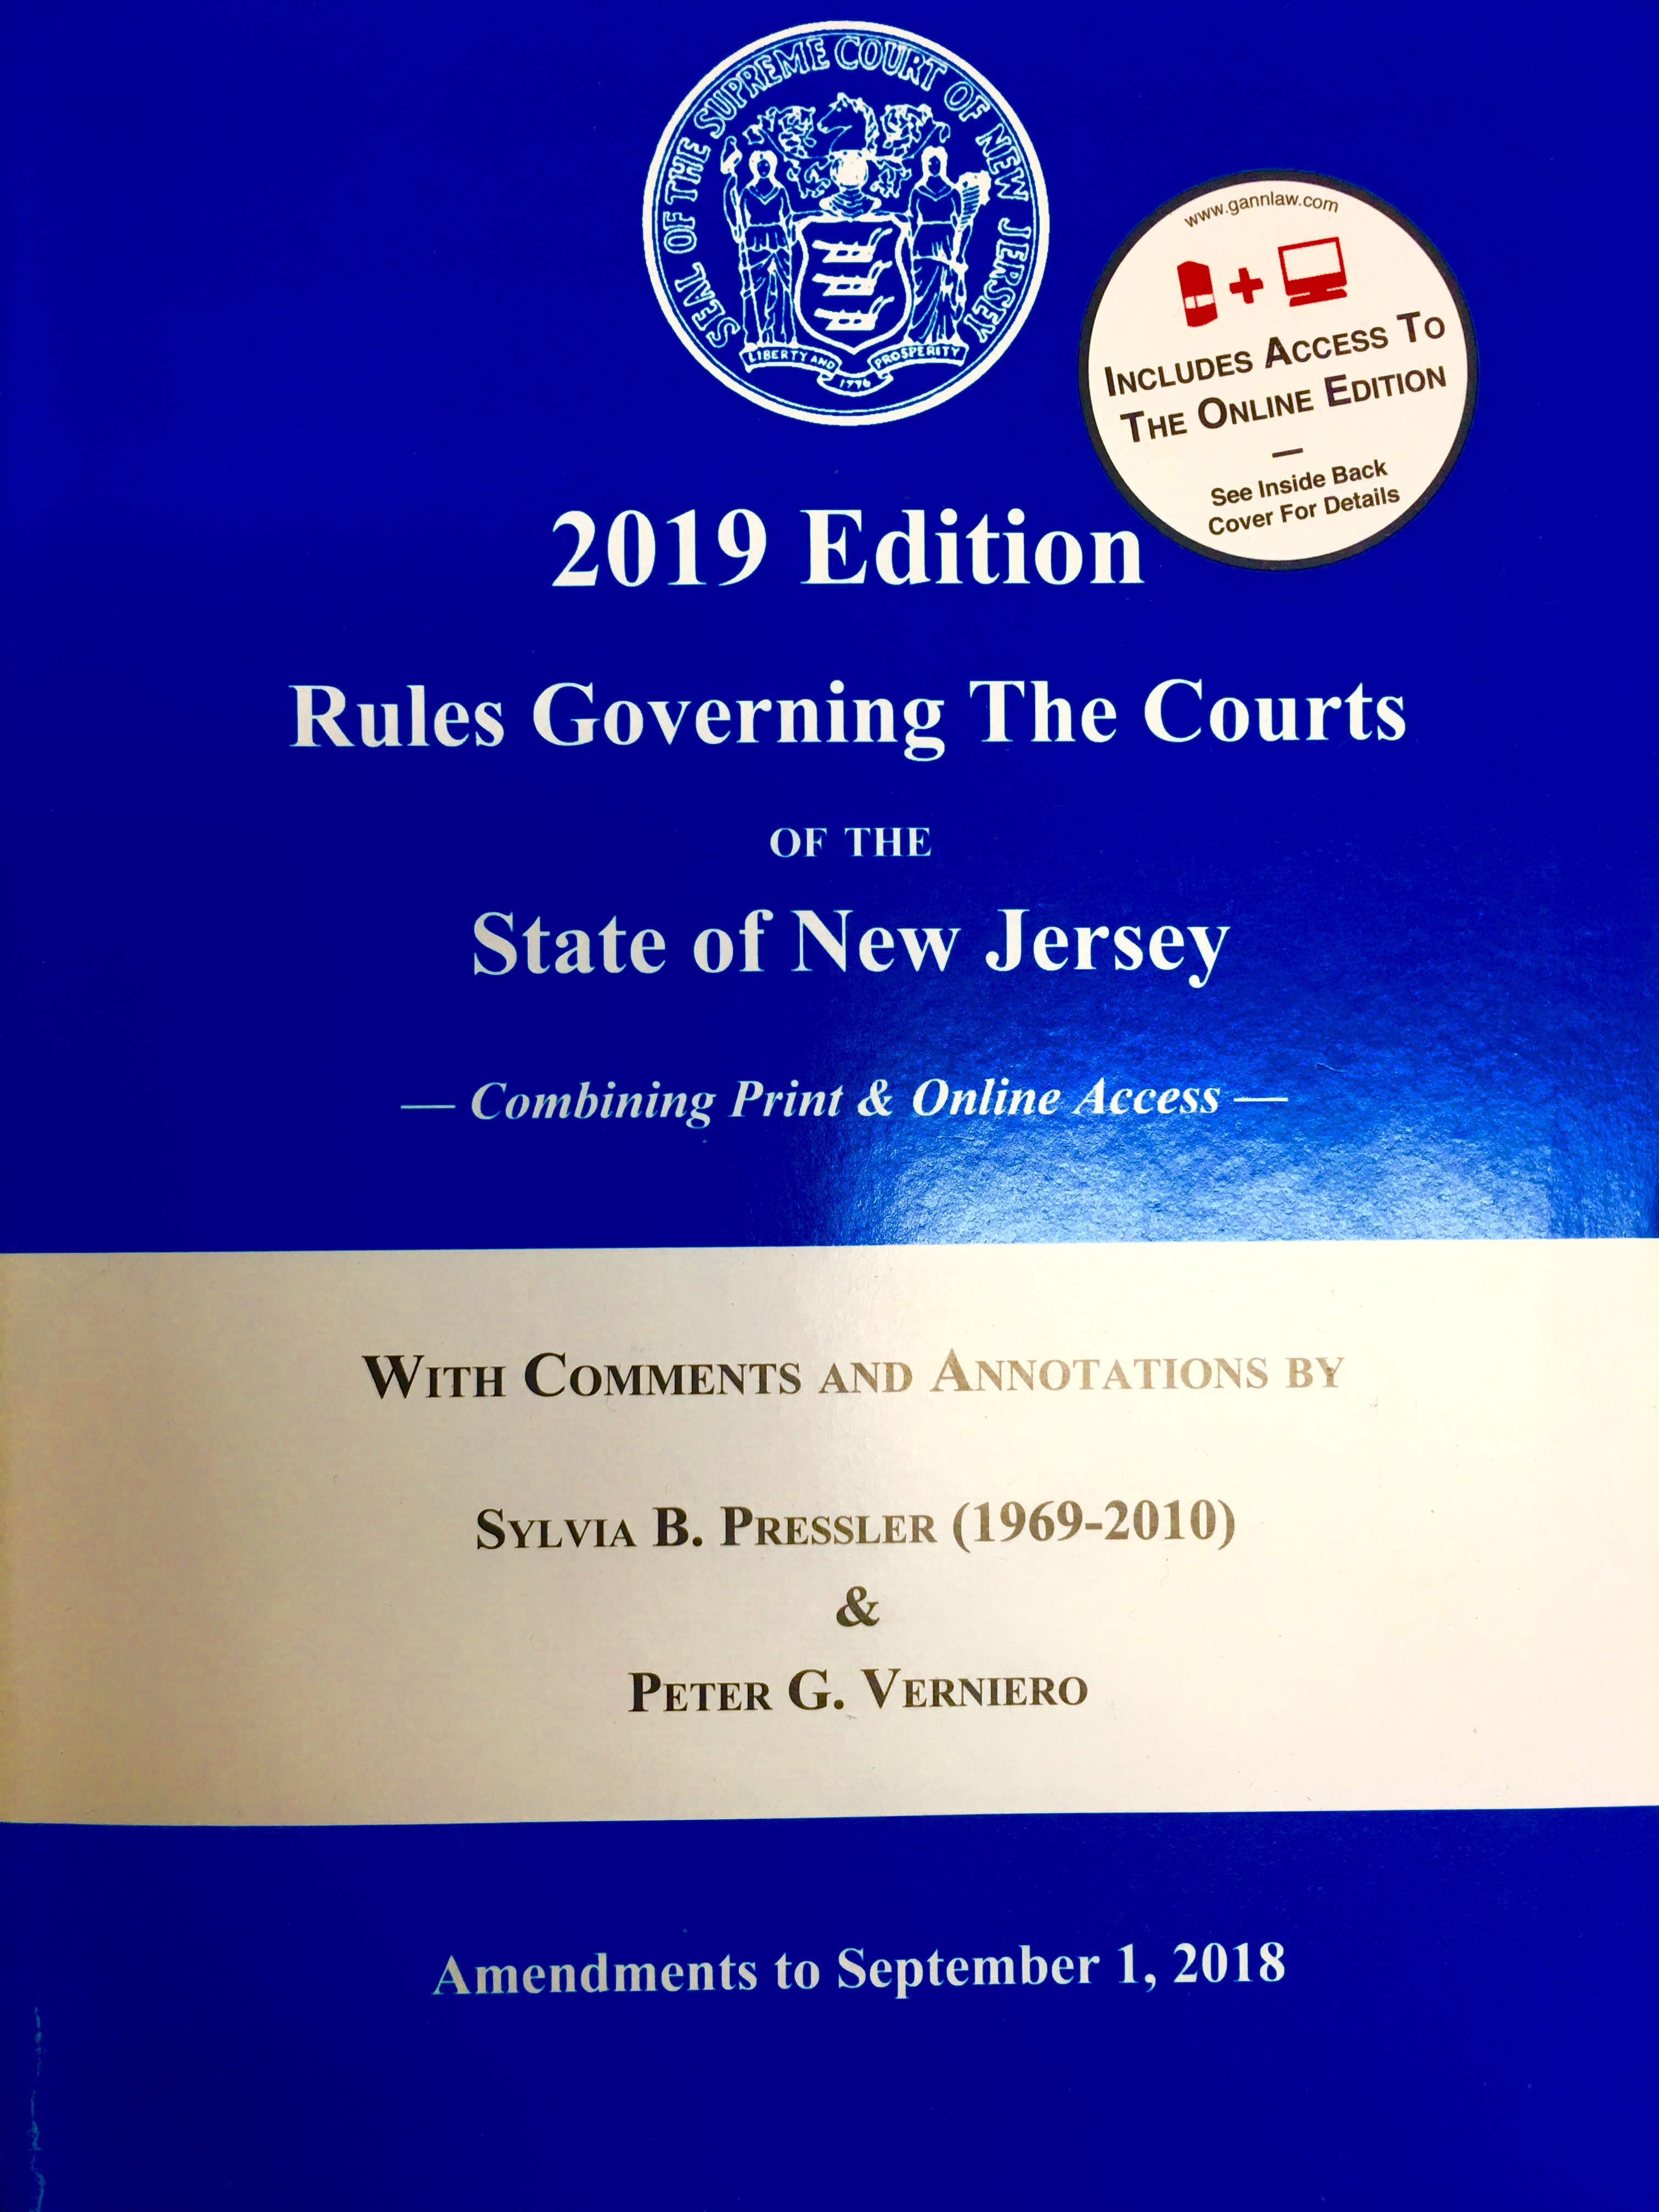 SEAL OF THE SUPREME COURT OF NEW JERSEY
LIBERTY AND PROSPERITY
1776
www.gannlaw.com
INCLUDES ACCESS TO
THE ONLINE EDITION
—
See Inside Back
Cover For Details
2019 Edition
Rules Governing The Courts
OF THE
State of New Jersey
— Combining Print & Online Access —
WITH COMMENTS AND ANNOTATIONS BY
SYLVIA B. PRESSLER (1969-2010)
&
PETER G. VERNIERO
Amendments to September 1, 2018